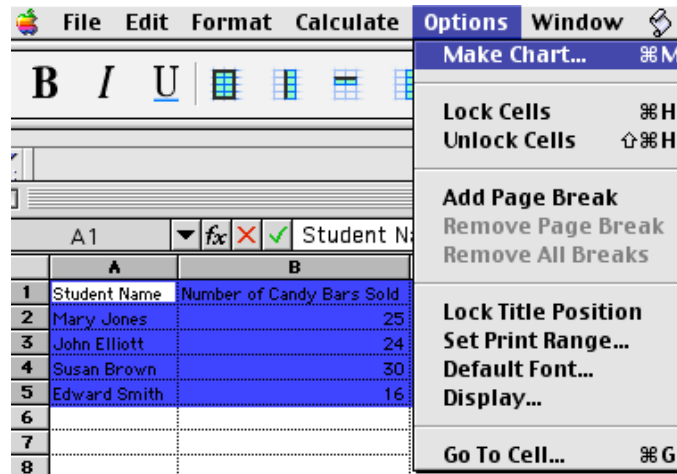 File Edit Format Calculate Options Window
Make Chart... ⌘M
B I U
Lock Cells ⌘H
Unlock Cells ⇧⌘H
Add Page Break
Remove Page Break
Remove All Breaks
A1 fx Student N
A B
1 Student Name Number of Candy Bars Sold
2 Mary Jones 25
3 John Elliott 24
4 Susan Brown 30
5 Edward Smith 16
6
7
8
Lock Title Position
Set Print Range...
Default Font...
Display...
Go To Cell... ⌘G